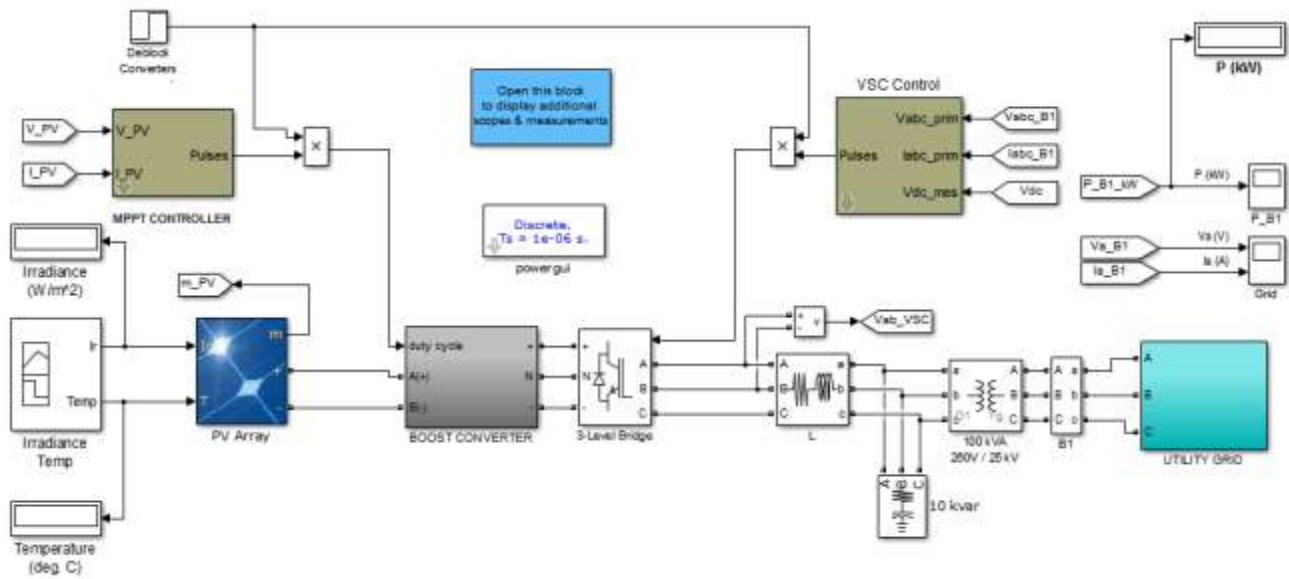 Deblock
Converters
V_PV
I_PV
V_PV
I_PV
Pulses
MPPT CONTROLLER
×
Open this block
to display additional
scopes & measurements
Discrete,
Ts = 1e-06 s.
powergui
×
VSC Control
Pulses
Vabc_prim
Iabc_prim
Vdc_mes
Vabc_B1
Iabc_B1
Vdc
P (kW)
P_B1_kW
P (kW)
P_B1
Va_B1
Ia_B1
Va (V)
Ia (A)
Grid
Irradiance
(W/m^2)
m_PV
Ir
Temp
Irradiance
Temp
Ir
T
m
+
-
PV Array
duty cycle
A(+)
B(-)
+
N
-
BOOST CONVERTER
+
N
-
A
B
C
3-Level Bridge
+
-
v
Vab_VSC
A
B
C
a
b
c
L
A
B
C
10 kvar
a
b
c
A
B
C
100 kVA
260V / 25 kV
A
B
C
a
b
c
B1
A
B
C
UTILITY GRID
Temperature
(deg. C)